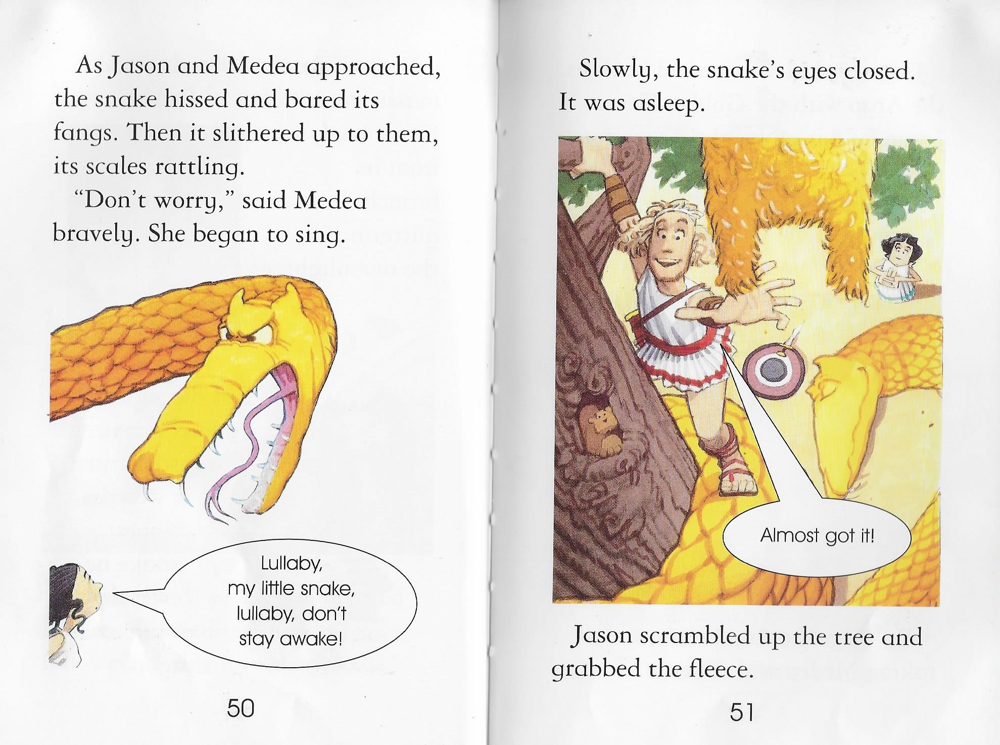 As Jason and Medea approached,
the snake hissed and bared its
fangs. Then it slithered up to them,
its scales rattling.
“Don’t worry,” said Medea
bravely. She began to sing.
Lullaby,
my little snake,
lullaby, don’t
stay awake!
50
Slowly, the snake’s eyes closed.
It was asleep.
Almost got it!
Jason scrambled up the tree and
grabbed the fleece.
51